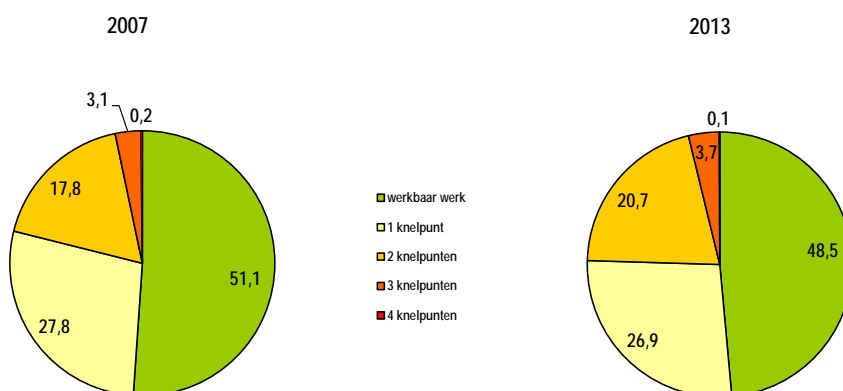 2007
3,1
0,2
17,8
51,1
27,8
werkbaar werk
1 knelpunt
2 knelpunten
3 knelpunten
4 knelpunten
2013
0,1
3,7
20,7
48,5
26,9